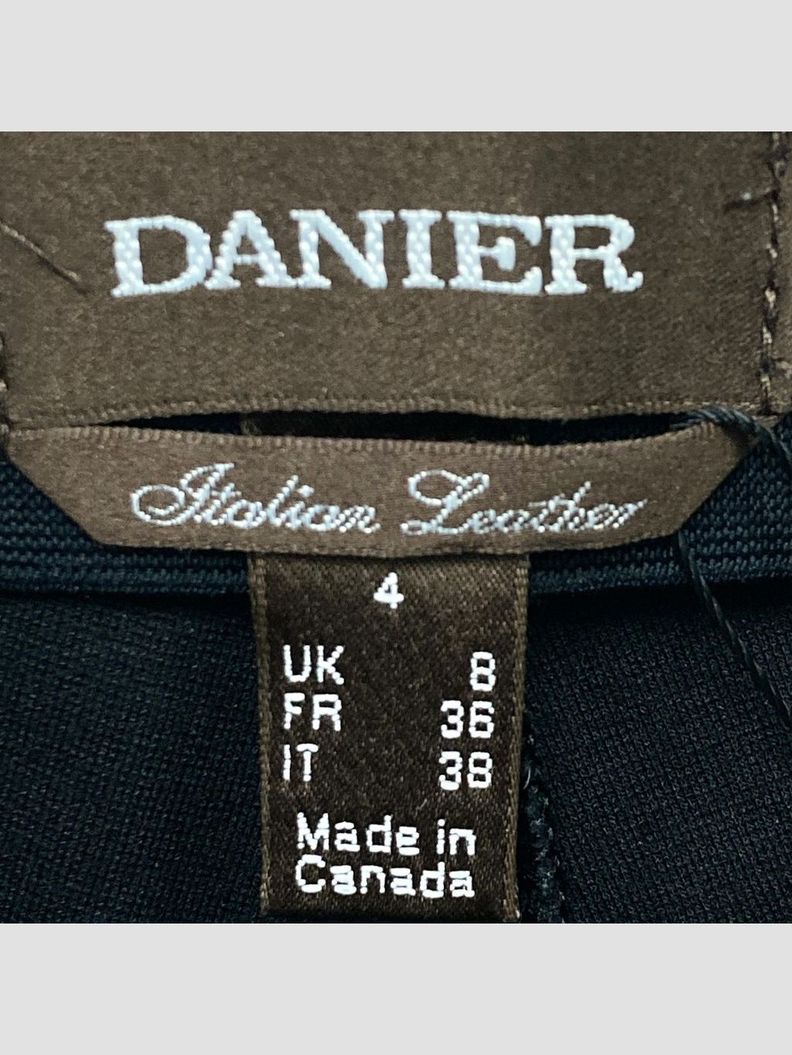 DANIER
Italian Leather
4
UK 8
FR 36
IT 38
Made in
Canada